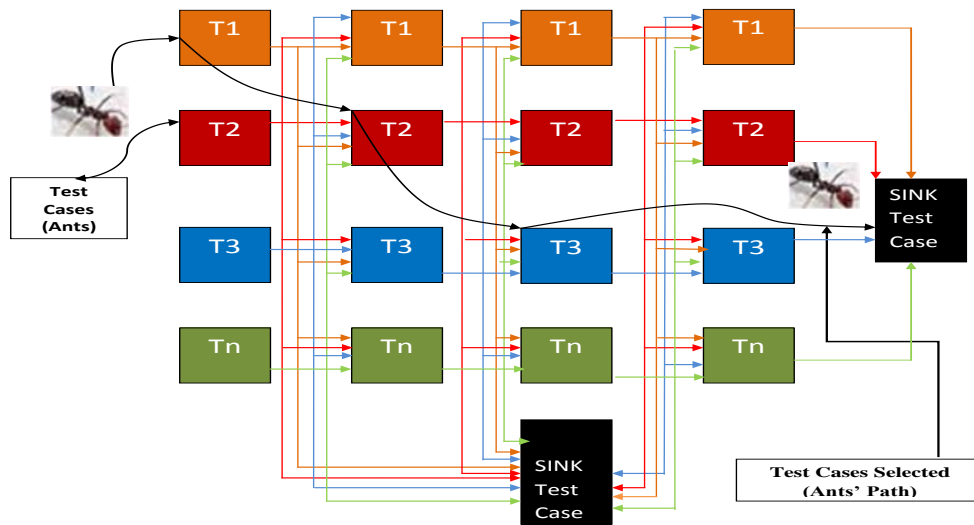 T1
T1
T1
T1
T2
T2
T2
T2
Test
Cases
(Ants)
SINK
Test
Case
T3
T3
T3
T3
Tn
Tn
Tn
Tn
SINK
Test
Case
Test Cases Selected
(Ants' Path)